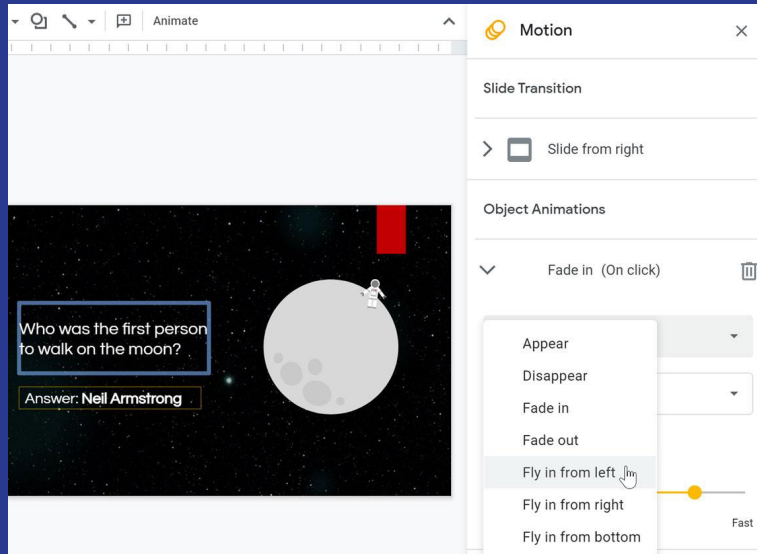 Animate
Motion
Slide Transition
Slide from right
Object Animations
Fade in (On click)
Who was the first person
to walk on the moon?
Answer: Neil Armstrong
Appear
Disappear
Fade in
Fade out
Fly in from left
Fly in from right
Fly in from bottom
Fast